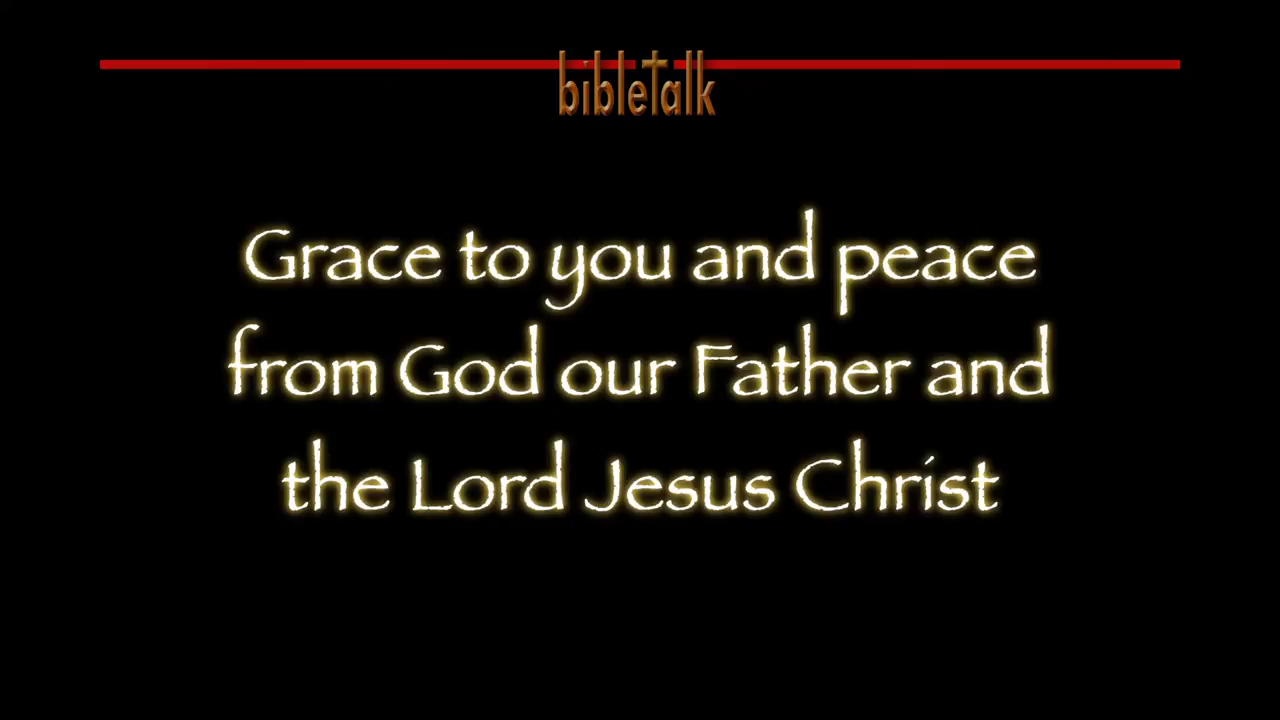 bibleTalk
Grace to you and peace
from God our Father and
the Lord Jesus Christ